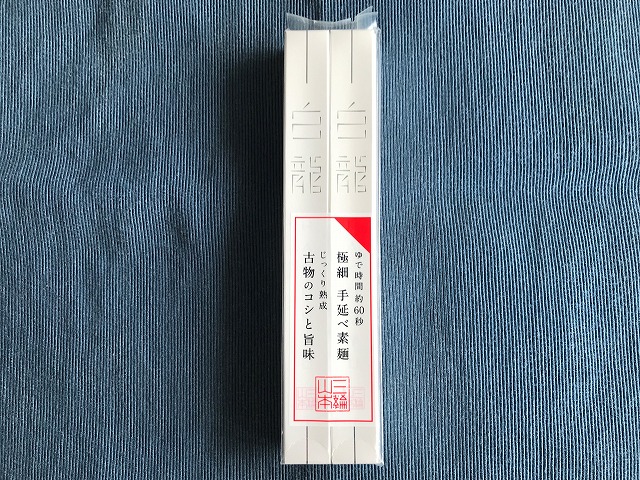 白龍
白龍
ゆで時間 約60秒
極細 手延べ素麺
じっくり熟成
古物のコシと旨味
三輪
山本